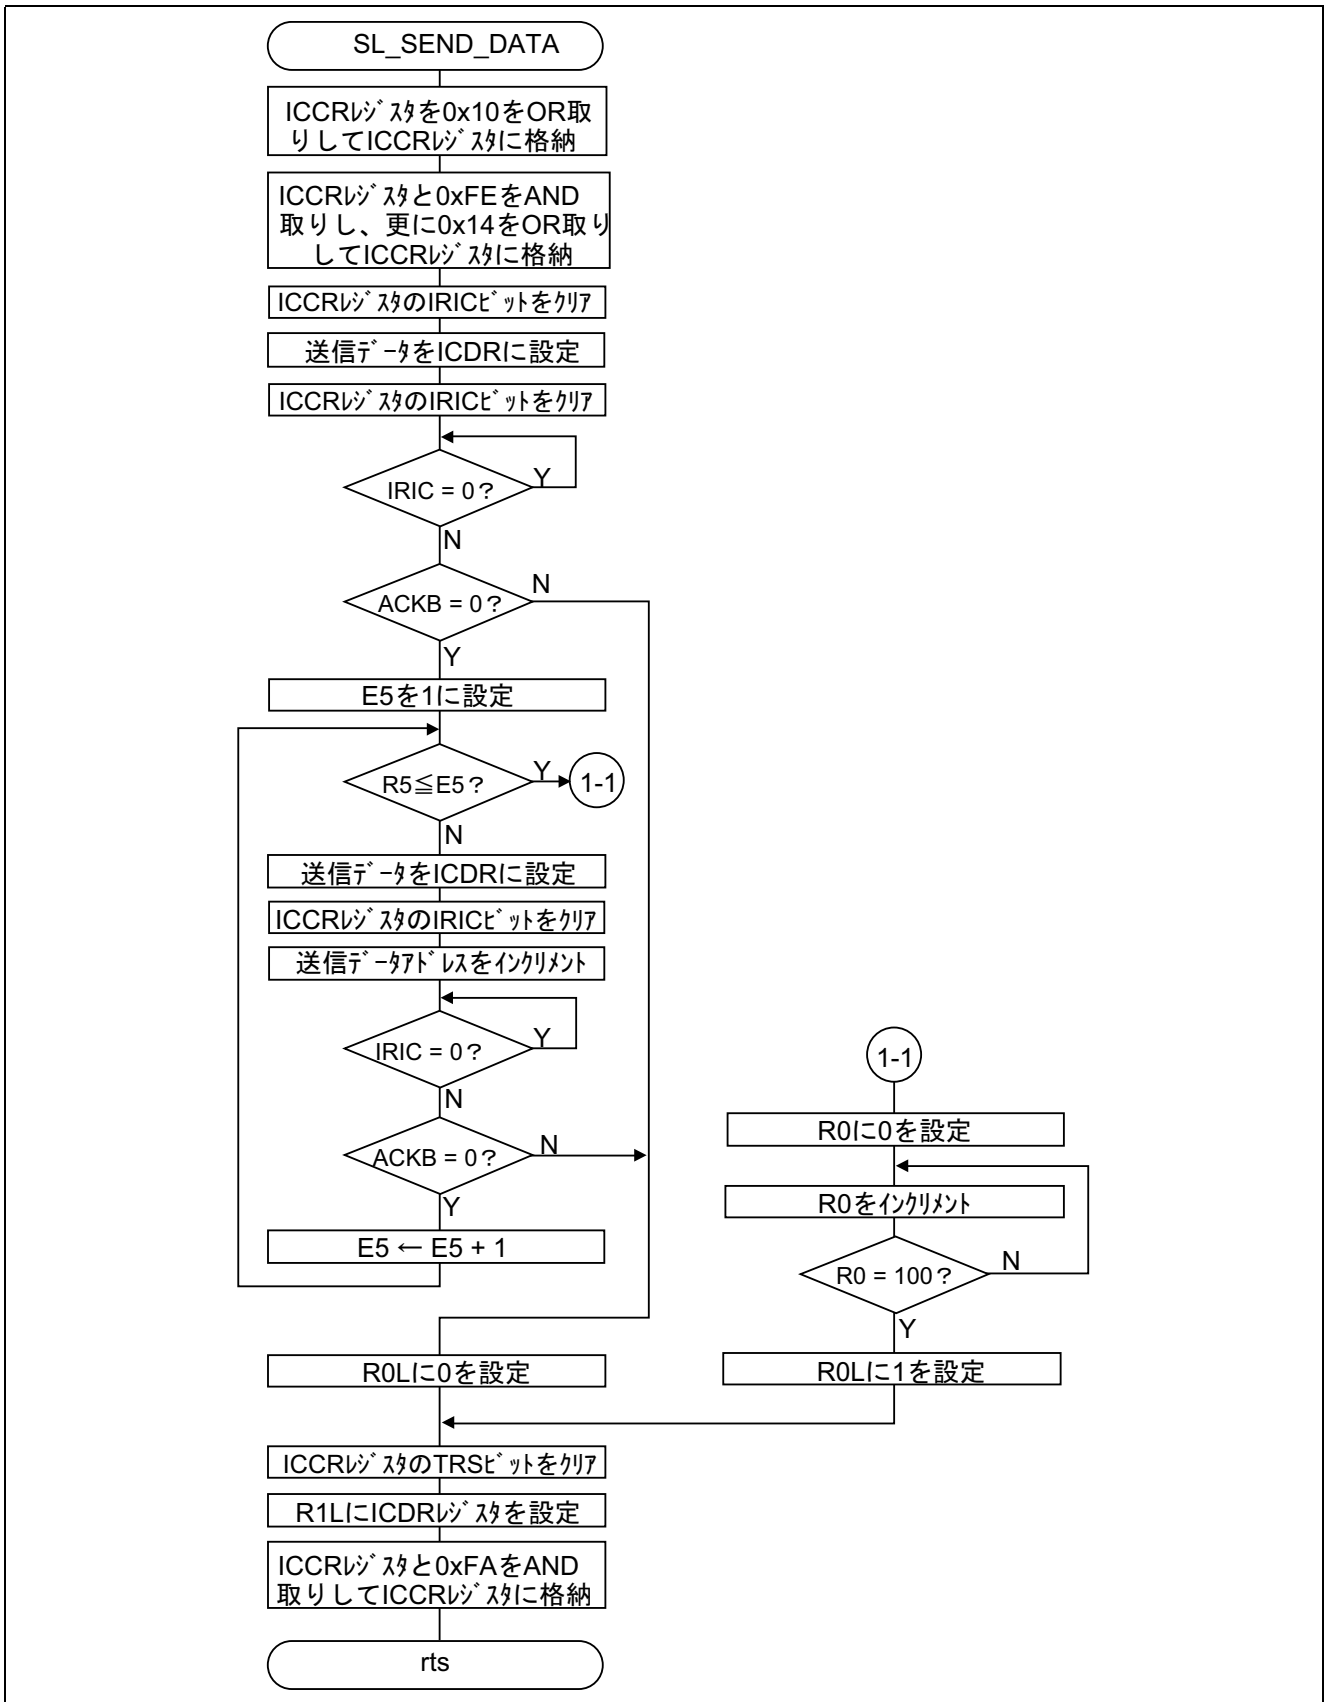 SL_SEND_DATA
ICCRﾚｼﾞｽﾀを0x10をOR取
りしてICCRﾚｼﾞｽﾀに格納
ICCRﾚｼﾞｽﾀと0xFEをAND
取りし、更に0x14をOR取り
してICCRﾚｼﾞｽﾀに格納
ICCRﾚｼﾞｽﾀのIRICﾋﾞｯﾄをｸﾘｱ
送信ﾃﾞｰﾀをICDRに設定
ICCRﾚｼﾞｽﾀのIRICﾋﾞｯﾄをｸﾘｱ
IRIC = 0？
Y
N
ACKB = 0？
N
Y
E5を1に設定
R5≦E5？
Y
1-1
N
送信ﾃﾞｰﾀをICDRに設定
ICCRﾚｼﾞｽﾀのIRICﾋﾞｯﾄをｸﾘｱ
送信ﾃﾞｰﾀｱﾄﾞﾚｽをｲﾝｸﾘﾒﾝﾄ
IRIC = 0？
Y
N
ACKB = 0？
N
Y
E5 ← E5 + 1
R0Lに0を設定
1-1
R0に0を設定
R0をｲﾝｸﾘﾒﾝﾄ
R0 = 100？
N
Y
R0Lに1を設定
ICCRﾚｼﾞｽﾀのTRSﾋﾞｯﾄをｸﾘｱ
R1LにICDRﾚｼﾞｽﾀを設定
ICCRﾚｼﾞｽﾀと0xFAをAND
取りしてICCRﾚｼﾞｽﾀに格納
rts